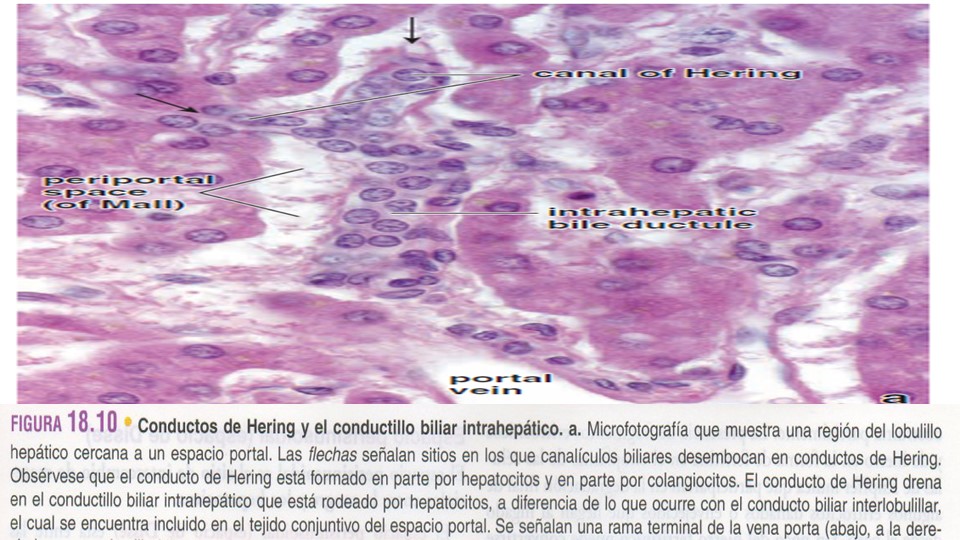 canal of Hering
periportal
space
(of Mall)
intrahepatic
bile ductule
portal
vein
a
FIGURA 18.10 • Conductos de Hering y el conductillo biliar intrahepático. a. Microfotografía que muestra una región del lobulillo
hepático cercana a un espacio portal. Las flechas señalan sitios en los que canalículos biliares desembocan en conductos de Hering.
Obsérvese que el conducto de Hering está formado en parte por hepatocitos y en parte por colangiocitos. El conducto de Hering drena
en el conductillo biliar intrahepático que está rodeado por hepatocitos, a diferencia de lo que ocurre con el conducto biliar interlobulillar,
el cual se encuentra incluido en el tejido conjuntivo del espacio portal. Se señalan una rama terminal de la vena porta (abajo, a la dere-